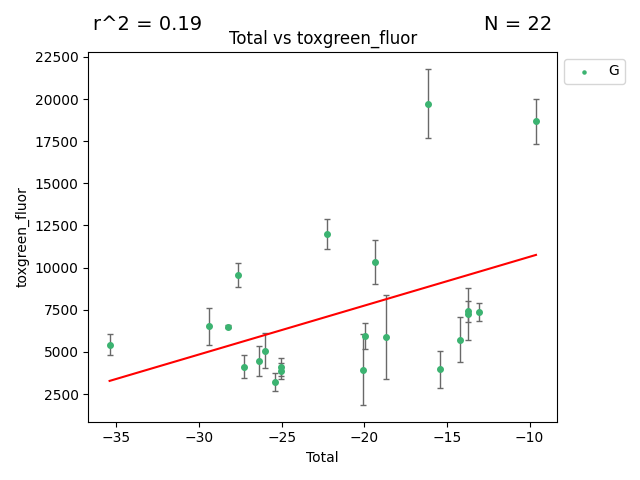 r^2 = 0.19
N = 22
Total vs toxgreen_fluor
G
22500
20000
17500
15000
12500
10000
7500
5000
2500
toxgreen_fluor
−35
−30
−25
−20
−15
−10
Total